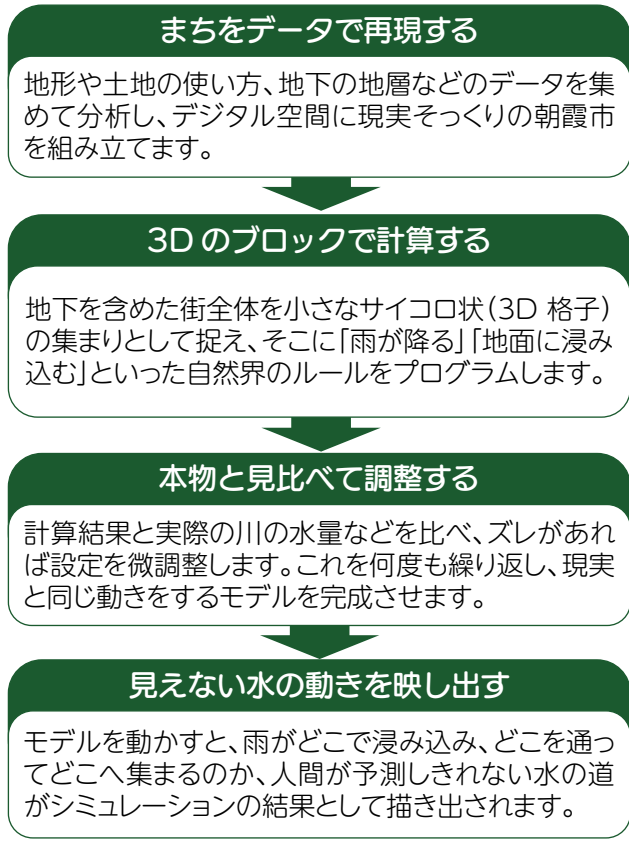 まちをデータで再現する
地形や土地の使い方、地下の地層などのデータを集
めて分析し、デジタル空間に現実そっくりの朝霞市
を組み立てます。
3Dのブロックで計算する
地下を含めた街全体を小さなサイコロ状(3D 格子)
の集まりとして捉え、そこに「雨が降る」「地面に浸み
込む」といった自然界のルールをプログラムします。
本物と見比べて調整する
計算結果と実際の川の水量などを比べ、ズレがあれ
ば設定を微調整します。これを何度も繰り返し、現実
と同じ動きをするモデルを完成させます。
見えない水の動きを映し出す
モデルを動かすと、雨がどこで浸み込み、どこを通っ
てどこへ集まるのか、人間が予測しきれない水の道
がシミュレーションの結果として描き出されます。